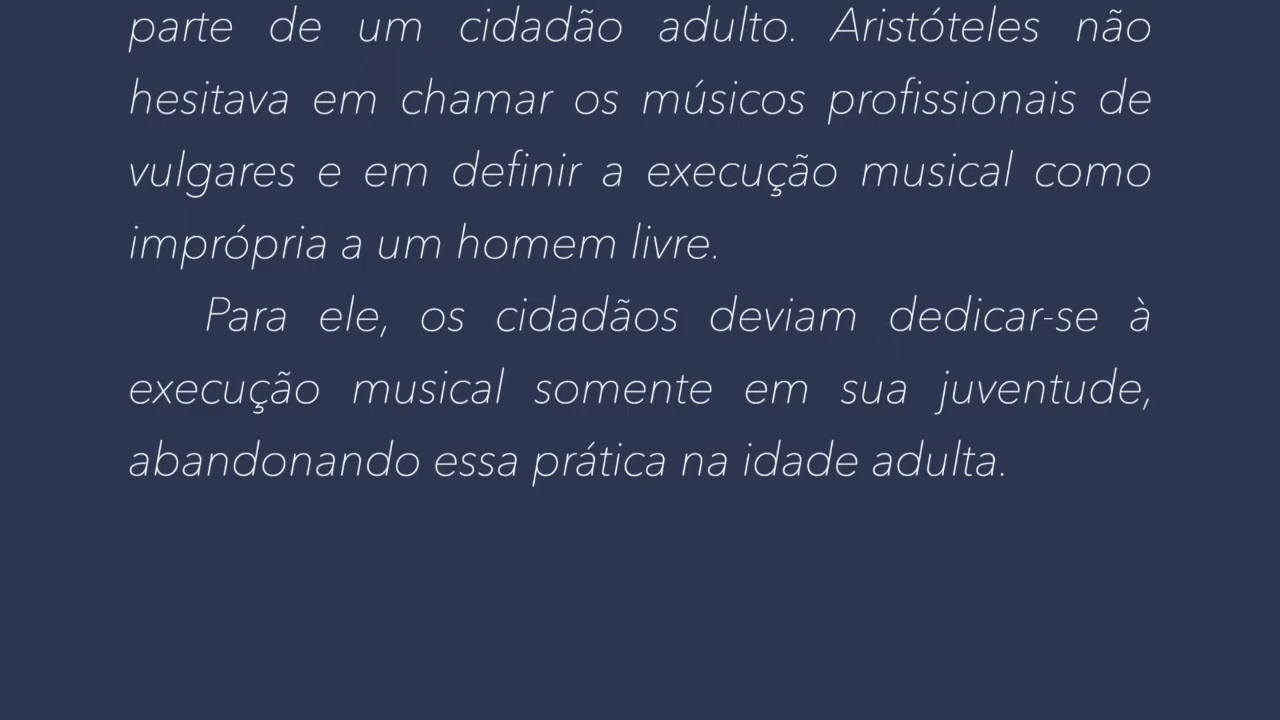 parte de um cidadão adulto. Aristóteles não
hesitava em chamar os músicos profissionais de
vulgares e em definir a execução musical como
imprópria a um homem livre.
Para ele, os cidadãos deviam dedicar-se à
execução musical somente em sua juventude,
abandonando essa prática na idade adulta.